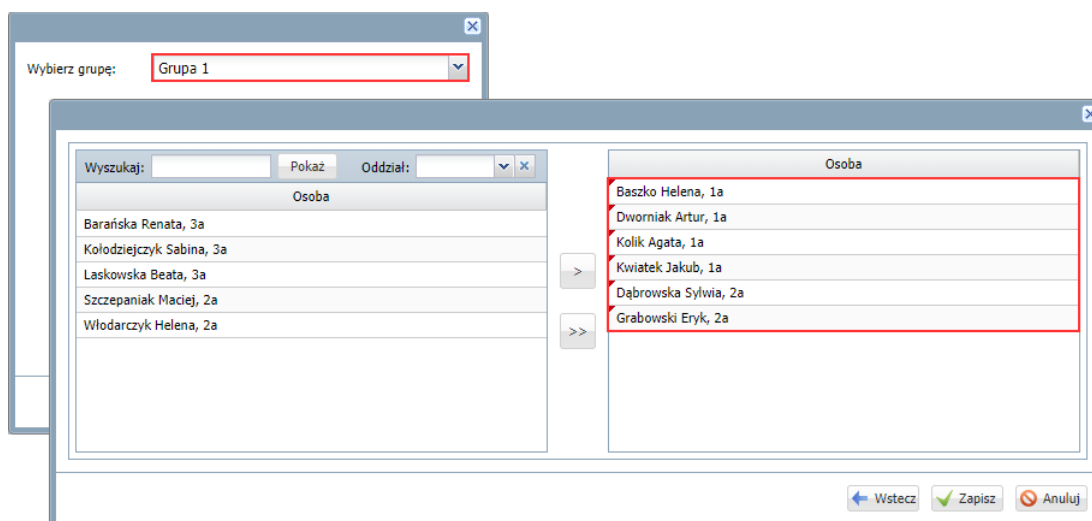 Wybierz grupę: Grupa 1
Wyszukaj: Pokaż Oddział:
Osoba
Barańska Renata, 3a
Kołodziejczyk Sabina, 3a
Laskowska Beata, 3a
Szczepaniak Maciej, 2a
Włodarczyk Helena, 2a
>
>>
Osoba
Baszko Helena, 1a
Dworniak Artur, 1a
Kolik Agata, 1a
Kwiatek Jakub, 1a
Dąbrowska Sylwia, 2a
Grabowski Eryk, 2a
Wstecz Zapisz Anuluj